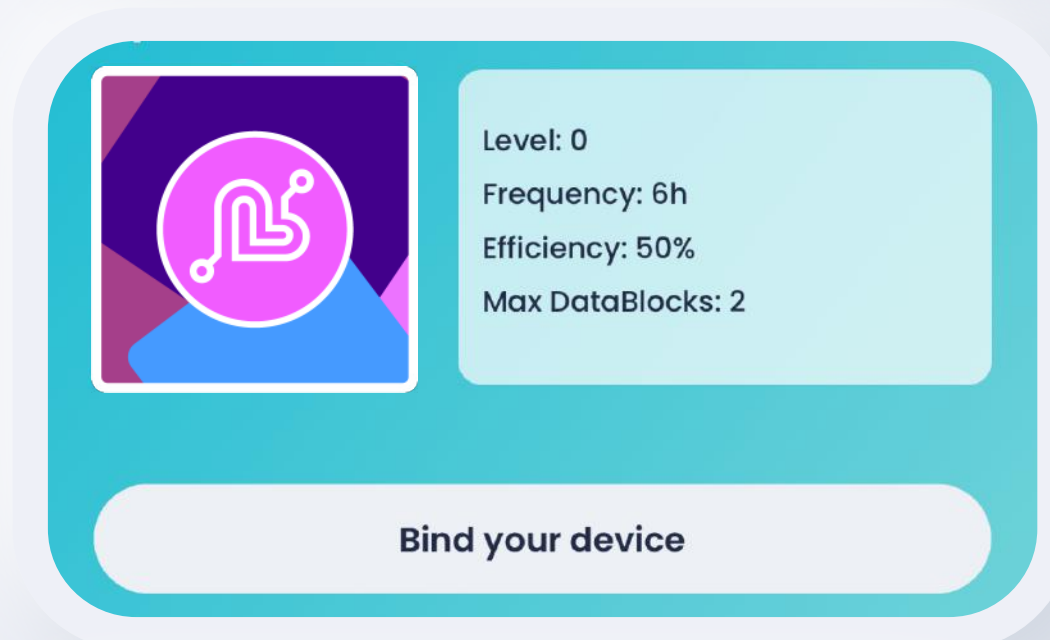 Level: 0
Frequency: 6h
Efficiency: 50%
Max DataBlocks: 2
Bind your device